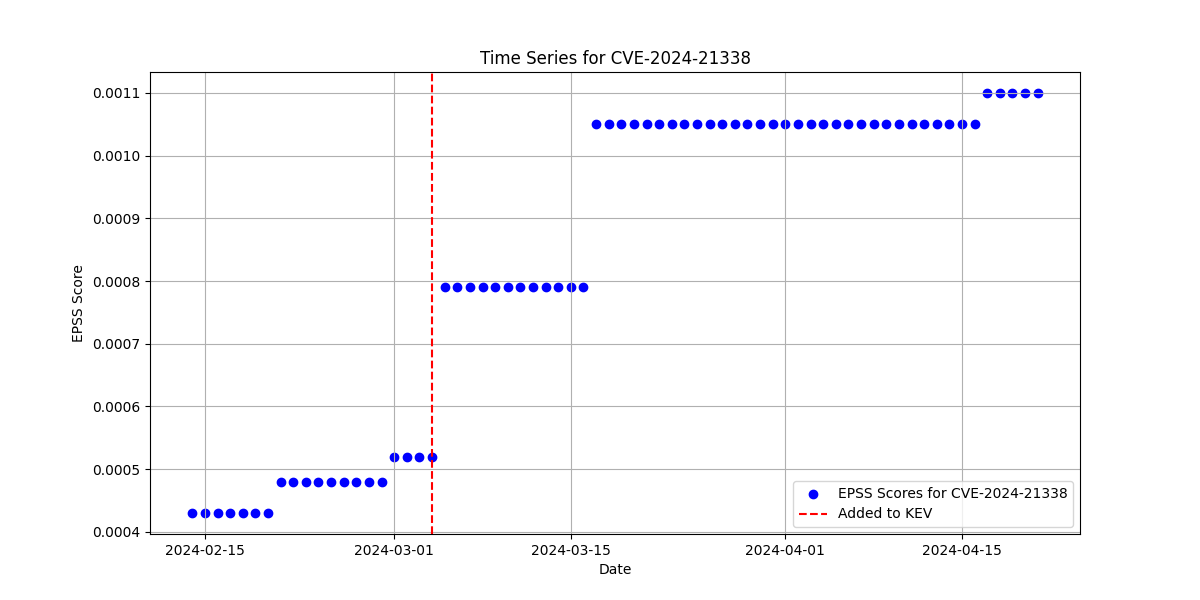 Time Series for CVE-2024-21338
EPSS Score
0.0011
0.0010
0.0009
0.0008
0.0007
0.0006
0.0005
0.0004
EPSS Scores for CVE-2024-21338
Added to KEV
2024-02-15 2024-03-01 2024-03-15 2024-04-01 2024-04-15
Date